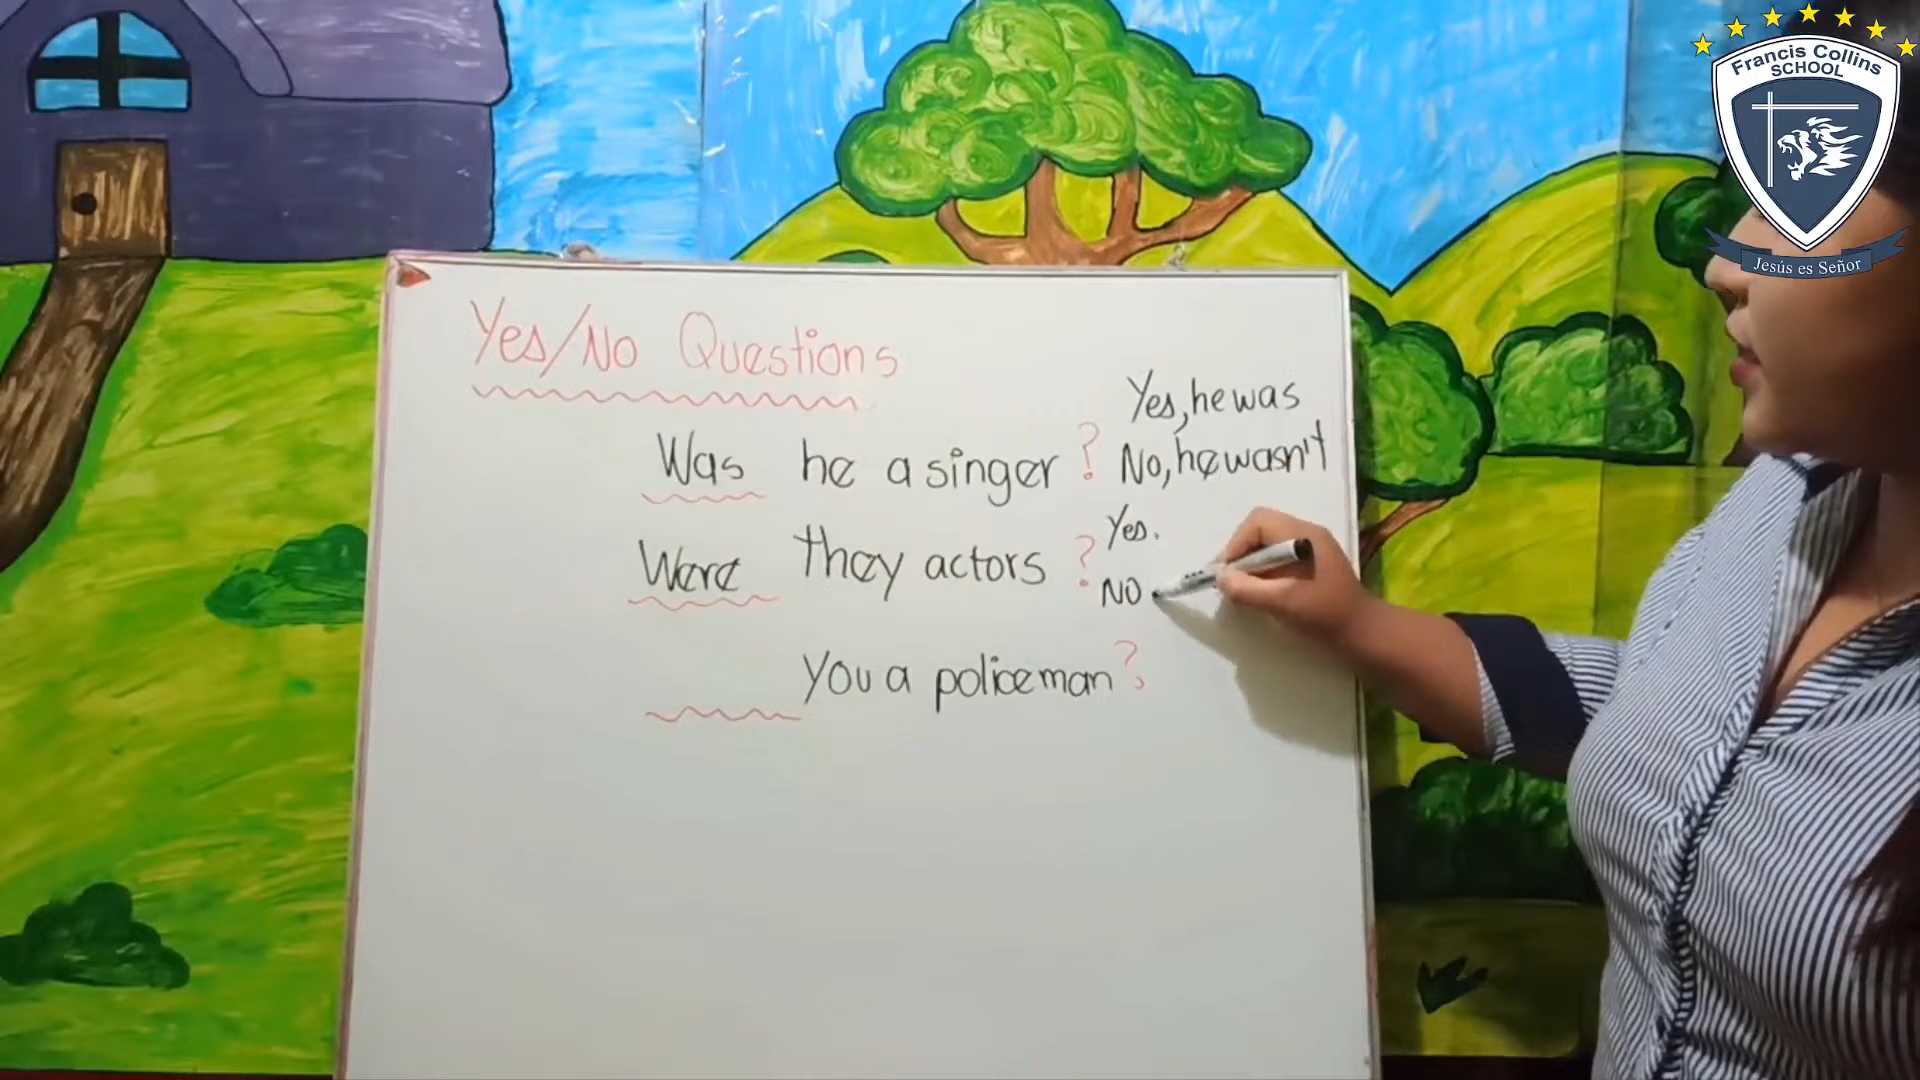 Francis Collins
SCHOOL
Jesús es Señor
Yes/No Questions
Was he a singer? Yes, he was
No, he wasn't
Were they actors? Yes.
NO
You a policeman?